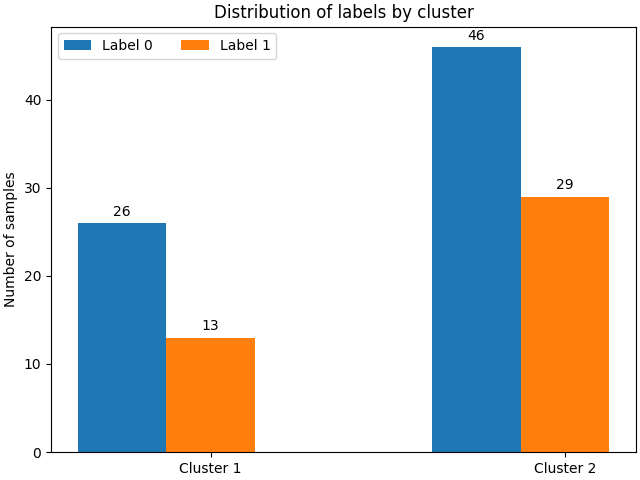 Distribution of labels by cluster
Label 0
Label 1
Number of samples
40
30
20
10
0
26
13
46
29
Cluster 1
Cluster 2